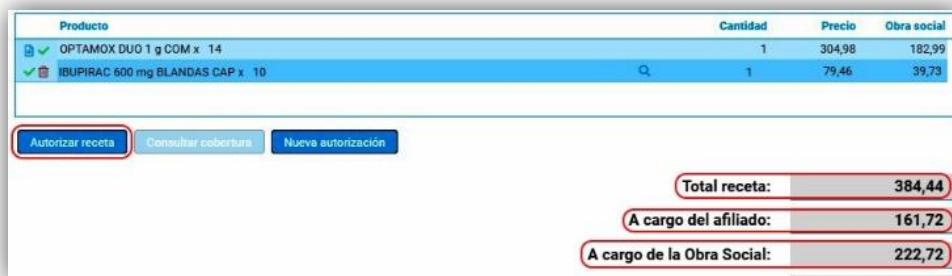 Producto Cantidad Precio Obra social
OPTAMOX DUO 1 g COM x 14 1 304,98 182,99
IBUPIRAC 600 mg BLANDAS CAP x 10 1 79,46 39,73
Autorizar receta Consultar cobertura Nueva autorización
Total receta: 384,44
A cargo del afiliado: 161,72
A cargo de la Obra Social: 222,72